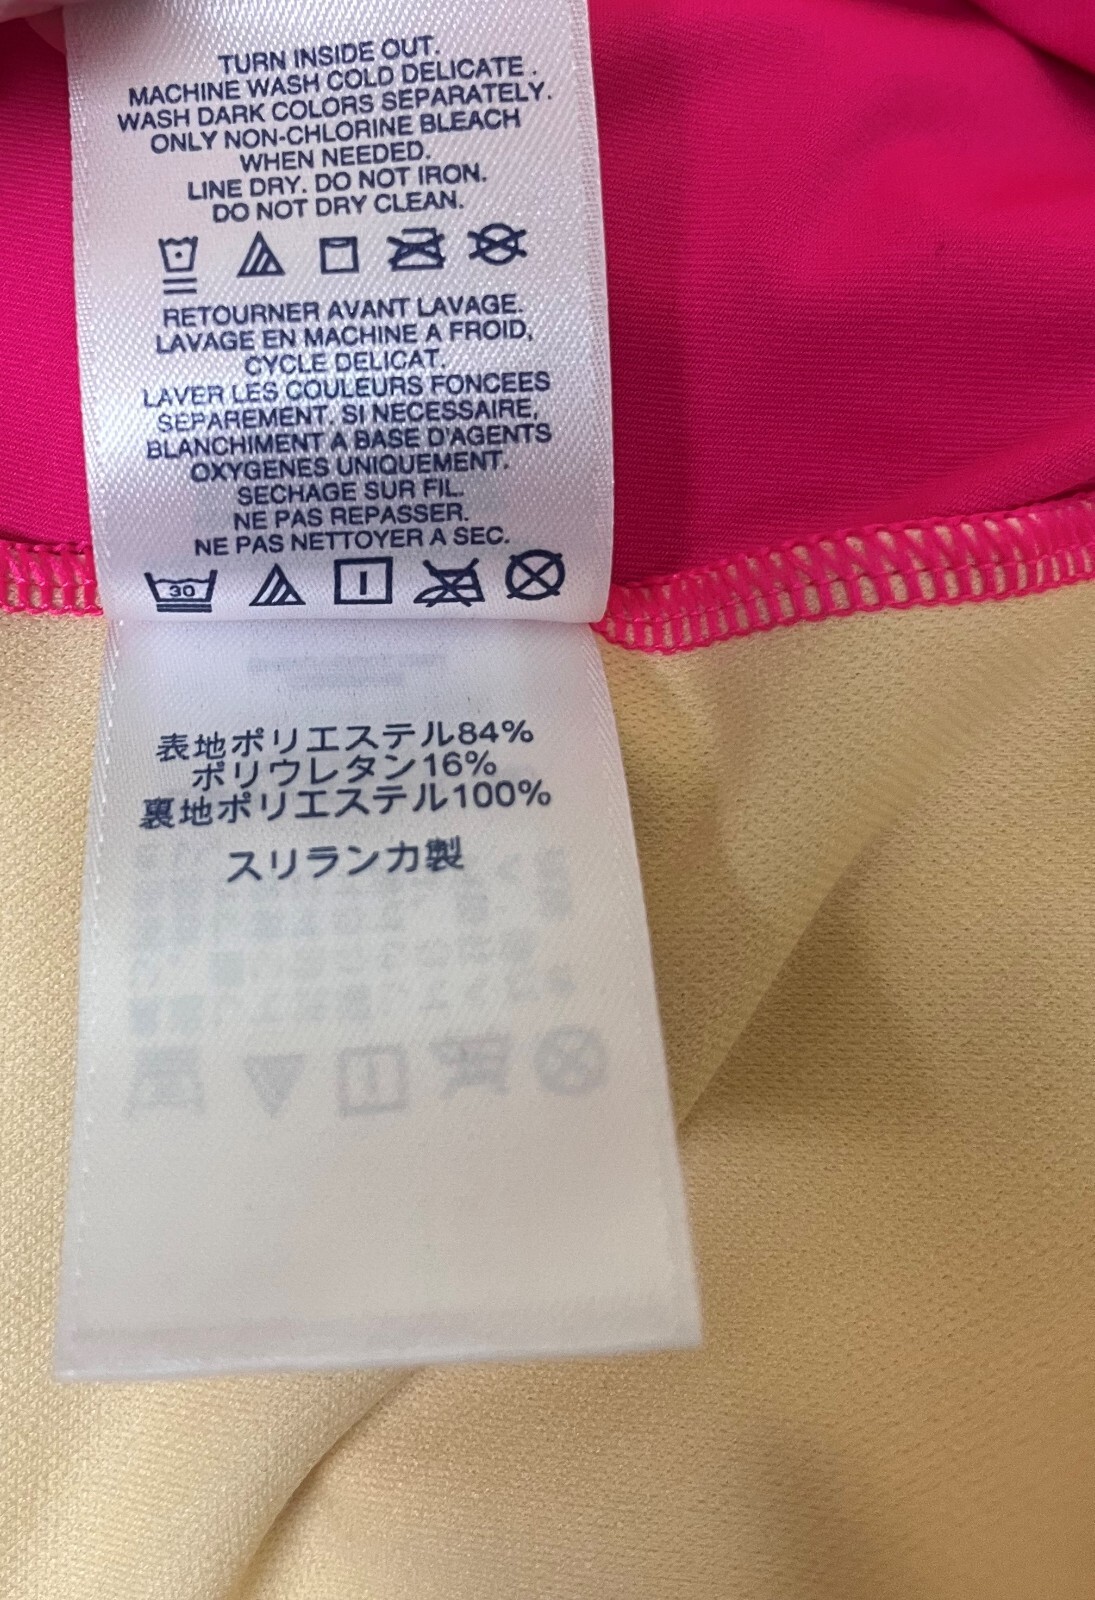 TURN INSIDE OUT.
MACHINE WASH COLD DELICATE.
WASH DARK COLORS SEPARATELY.
ONLY NON-CHLORINE BLEACH
WHEN NEEDED.
LINE DRY. DO NOT IRON.
DO NOT DRY CLEAN.
RETOURNER AVANT LAVAGE.
LAVAGE EN MACHINE A FROID,
CYCLE DELICAT.
LAVER LES COULEURS FONCEES
SEPAREMENT. SI NECESSAIRE,
BLANCHIMENT A BASE D'AGENTS
OXYGENES UNIQUEMENT.
SECHAGE SUR FIL.
NE PAS REPASSER.
NE PAS NETTOYER A SEC.
30
表地ポリエステル84%
ポリウレタン16%
裏地ポリエステル100%
スリランカ製